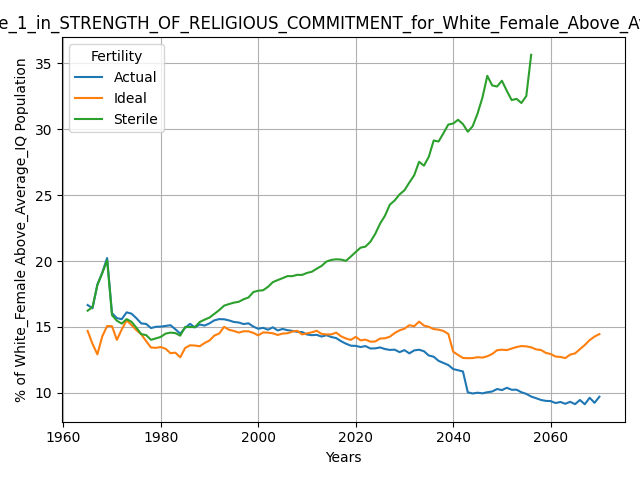 e_1_in_STRENGTH_OF_RELIGIOUS_COMMITMENT_for_White_Female_Above_A
% of White_Female Above_Average_IQ Population
35
30
25
20
15
10
Fertility
Actual
Ideal
Sterile
1960
1980
2000
2020
2040
2060
Years